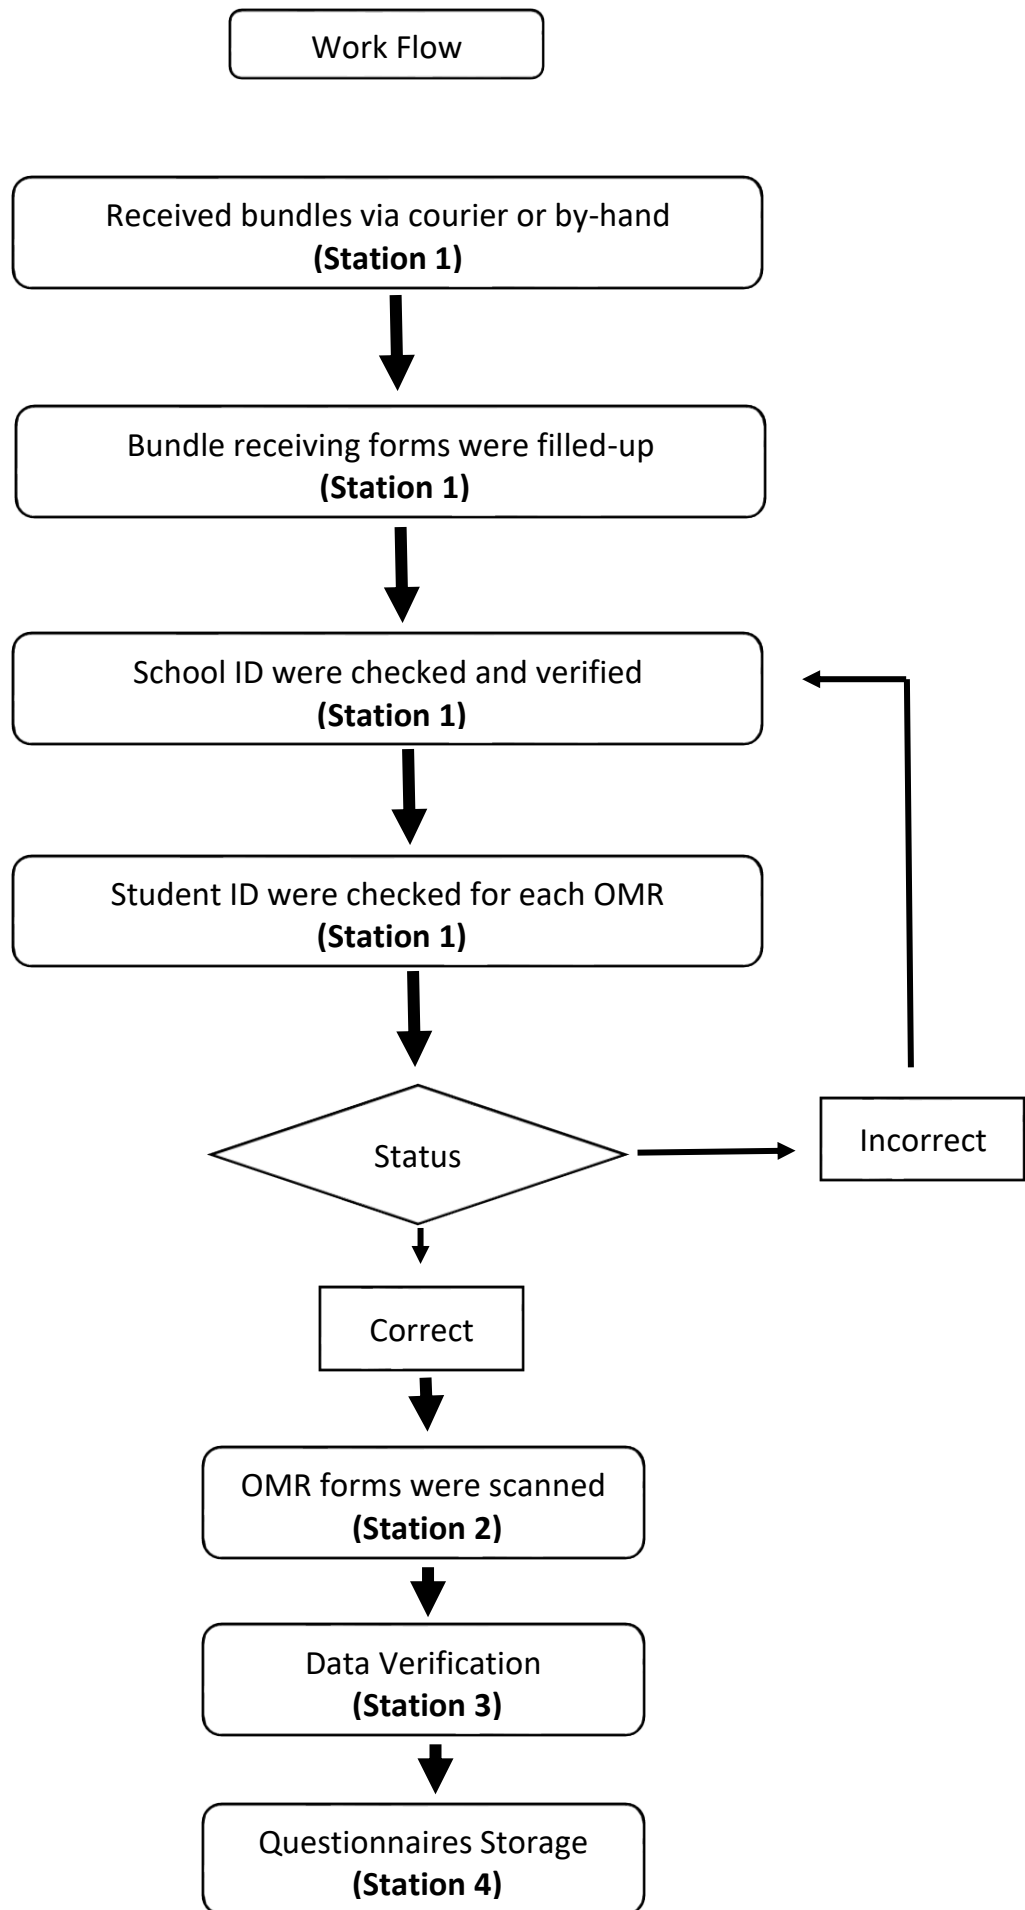 Work Flow
Received bundles via courier or by-hand
(Station 1)
Bundle receiving forms were filled-up
(Station 1)
School ID were checked and verified
(Station 1)
Student ID were checked for each OMR
(Station 1)
Status
Incorrect
Correct
OMR forms were scanned
(Station 2)
Data Verification
(Station 3)
Questionnaires Storage
(Station 4)